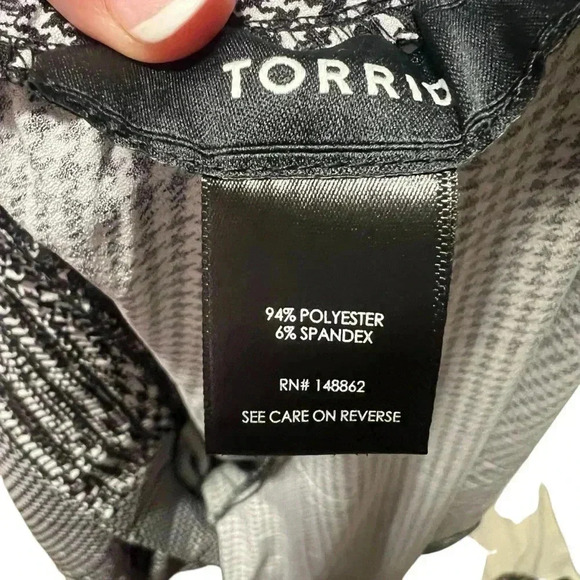 TORRID
94% POLYESTER
6% SPANDEX
RN# 148862
SEE CARE ON REVERSE